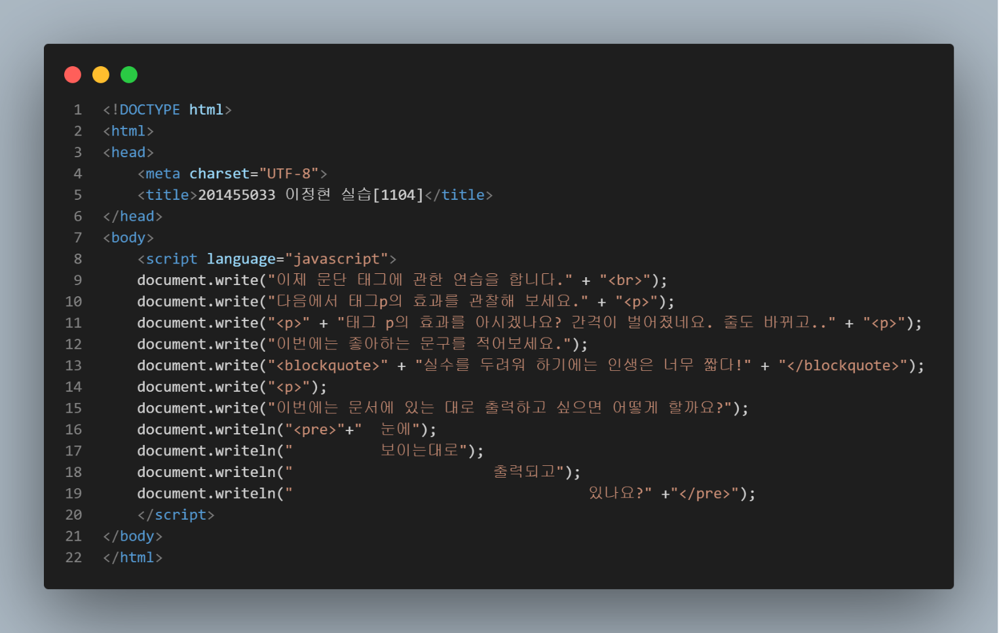 1 <!DOCTYPE html>
2 <html>
3 <head>
4     <meta charset="UTF-8">
5     <title>201455033 이정현 실습[1104]</title>
6 </head>
7 <body>
8     <script language="javascript">
9     document.write("이제 문단 태그에 관한 연습을 합니다." + "<br>");
10     document.write("다음에서 태그p의 효과를 관찰해 보세요." + "<p>");
11     document.write("<p>" + "태그 p의 효과를 아시겠나요? 간격이 벌어졌네요. 줄도 바뀌고.." + "<p>");
12     document.write("이번에는 좋아하는 문구를 적어보세요.");
13     document.write("<blockquote>" + "실수를 두려워 하기에는 인생은 너무 짧다!" + "</blockquote>");
14     document.write("<p>");
15     document.write("이번에는 문서에 있는 대로 출력하고 싶으면 어떻게 할까요?");
16     document.writeln("<pre>"+"  눈에");
17     document.writeln("          보이는대로");
18     document.writeln("                       출력되고");
19     document.writeln("                                  있나요?" +"</pre>");
20     </script>
21 </body>
22 </html>